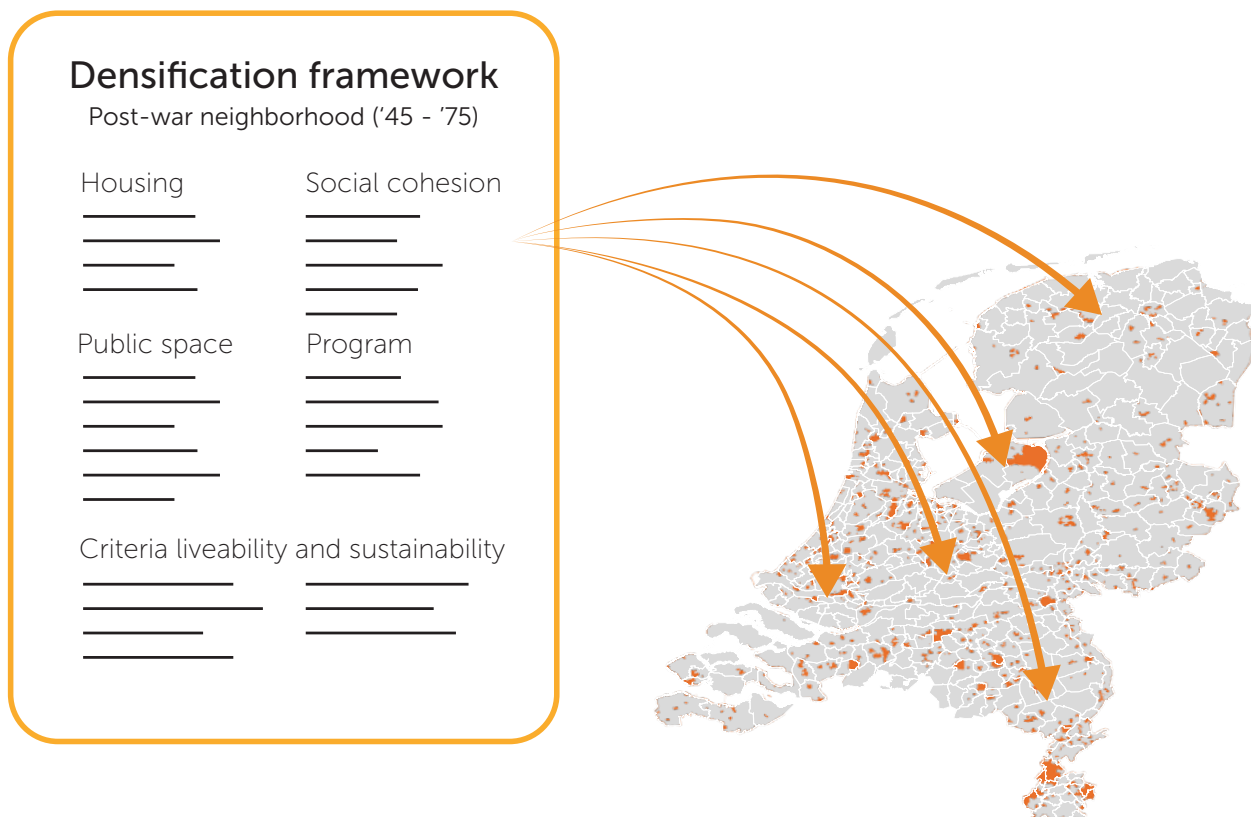 Densification framework
Post-war neighborhood (‘45 - ’75)
Housing
Social cohesion
Public space
Program
Criteria liveability and sustainability